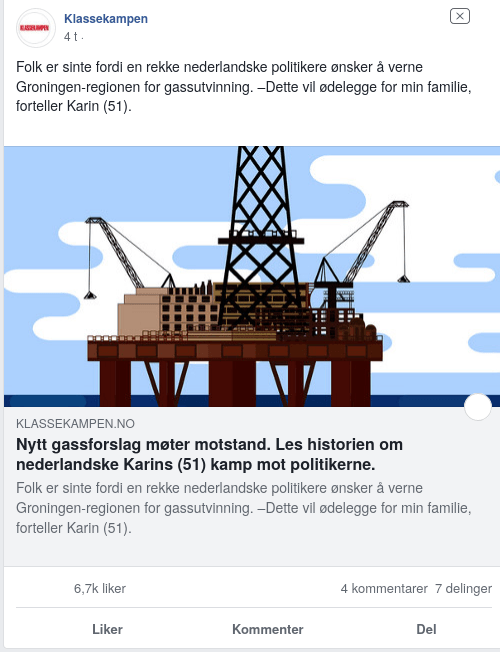 KLASSEKAMPEN
Klassekampen
4 t ·
Folk er sinte fordi en rekke nederlandske politikere ønsker å verne
Groningen-regionen for gassutvinning. –Dette vil ødelegge for min familie,
forteller Karin (51).
KLASSEKAMPEN.NO
Nytt gassforslag møter motstand. Les historien om
nederlandske Karins (51) kamp mot politikerne.
Folk er sinte fordi en rekke nederlandske politikere ønsker å verne
Groningen-regionen for gassutvinning. –Dette vil ødelegge for min familie,
forteller Karin (51).
6,7k liker 4 kommentarer 7 delinger
Liker Kommenter Del